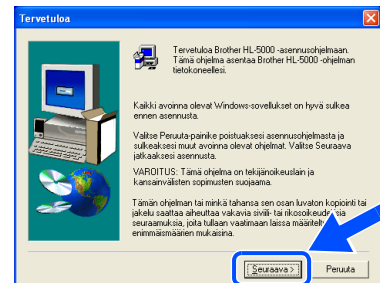 Tervetuloa
Tervetuloa Brother HL-5000 -asennusohjelmaan.
Tämä ohjelma asentaa Brother HL-5000 -ohjelman
tietokoneellesi.
Kaikki avoinna olevat Windows-sovellukset on hyvä sulkea
ennen asennusta.
Valitse Peruuta-painike poistuaksesi asennusohjelmasta ja
sulkeaksesi muut avoinna olevat ohjelmat. Valitse Seuraava
jatkaaksesi asennusta.
VAROITUS: Tämä ohjelma on tekijänoikeuslain ja
kansainvälisten sopimusten suojaama.
Tämän ohjelman tai minkä tahansa sen osan luvaton kopiointi tai
jakelu saattaa aiheuttaa vakavia siviili- tai rikosoikeudellisia
seuraamuksia, joita tullaan vaatimaan laissa määriteltyjen
enimmäismäärien mukaisina.
Seuraava >
Peruuta